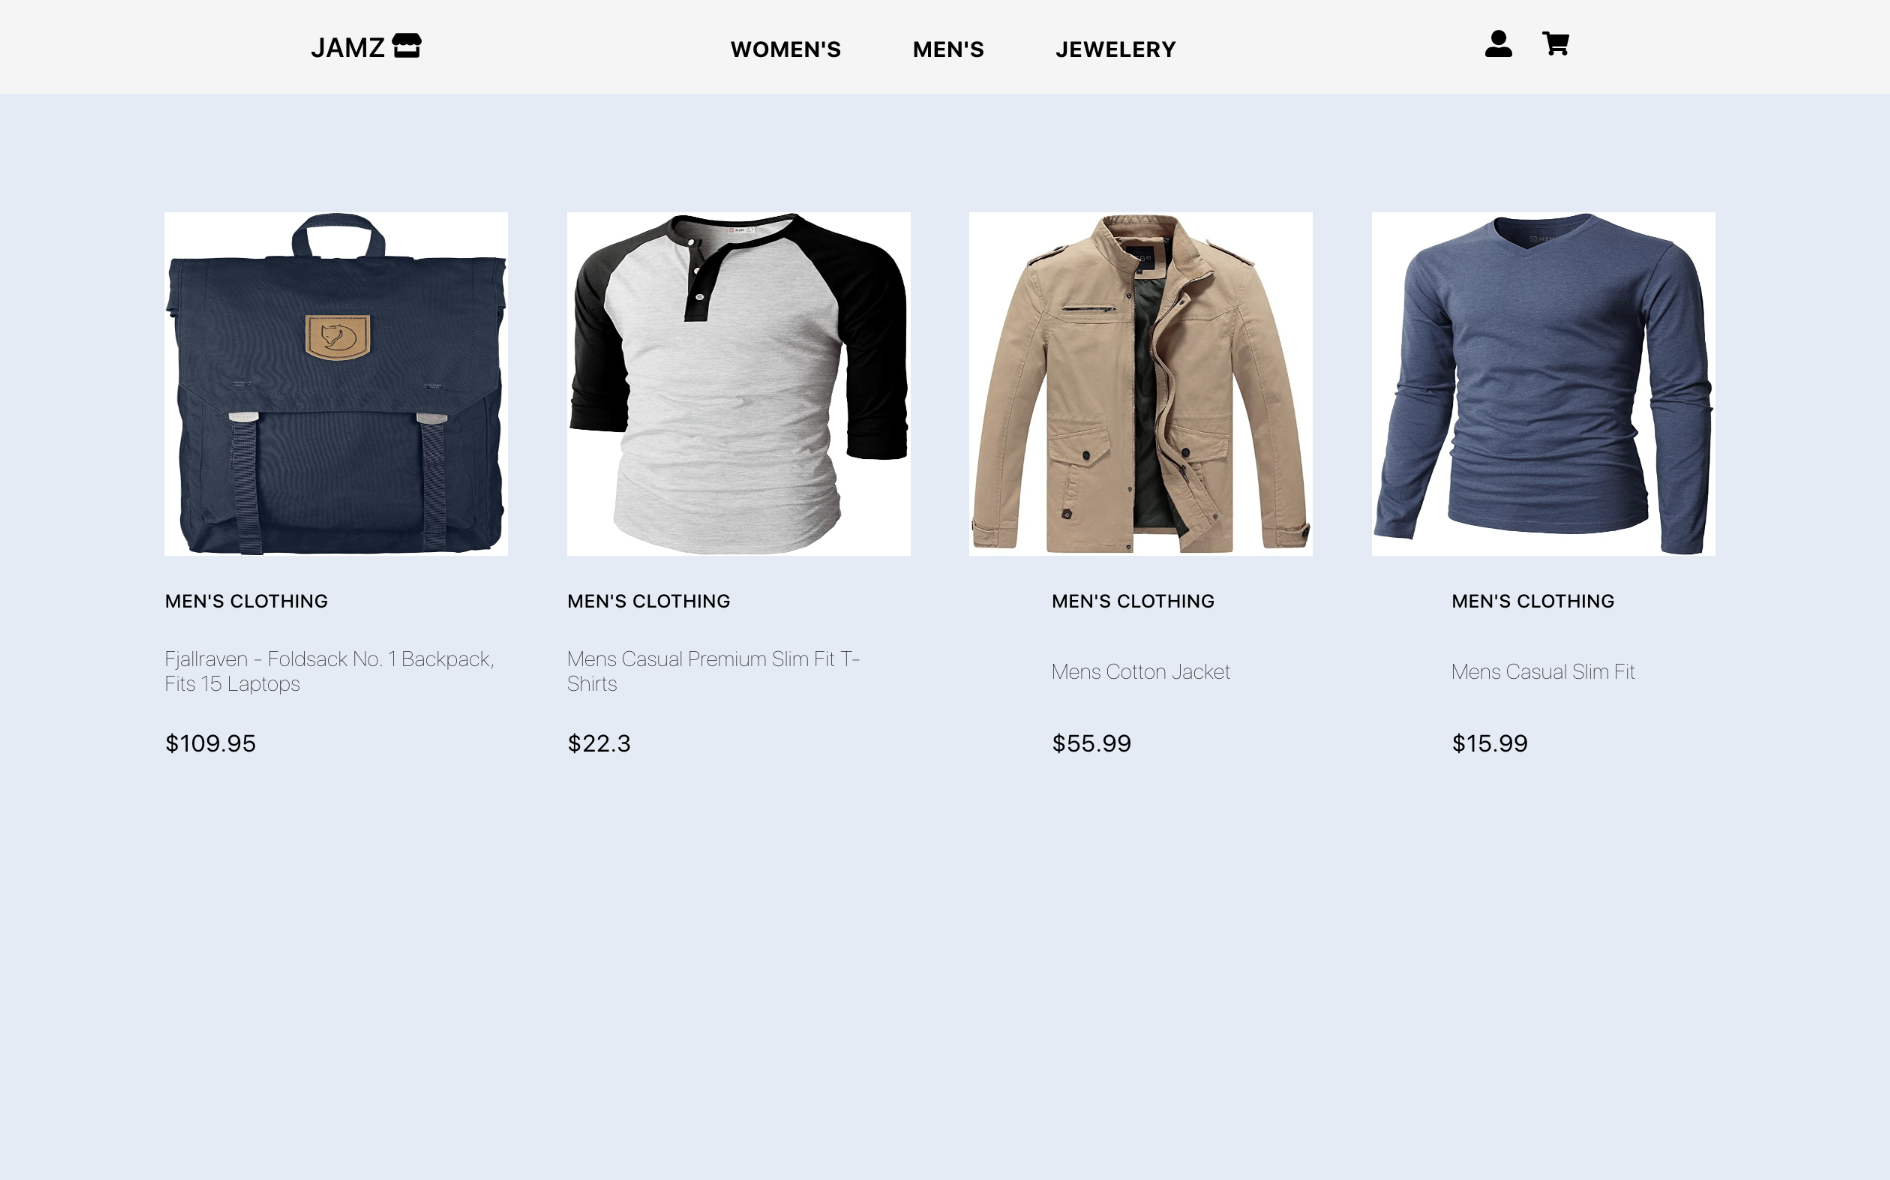 JAMZ
WOMEN'S MEN'S JEWELERY
MEN'S CLOTHING
Fjallraven - Foldsack No. 1 Backpack,
Fits 15 Laptops
$109.95
MEN'S CLOTHING
Mens Casual Premium Slim Fit T-
Shirts
$22.3
MEN'S CLOTHING
Mens Cotton Jacket
$55.99
MEN'S CLOTHING
Mens Casual Slim Fit
$15.99